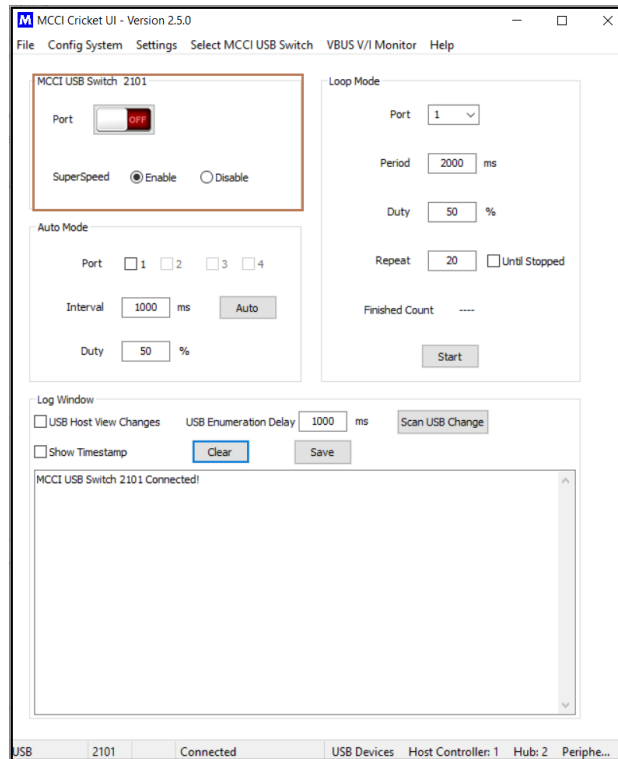 MCCI Cricket UI - Version 2.5.0
File Config System Settings Select MCCI USB Switch VBUS V/I Monitor Help
MCCI USB Switch 2101
Port OFF
SuperSpeed Enable Disable
Auto Mode
Port 1 2 3 4
Interval 1000 ms Auto
Duty 50 %
Loop Mode
Port 1
Period 2000 ms
Duty 50 %
Repeat 20 Until Stopped
Finished Count ----
Start
Log Window
USB Host View Changes USB Enumeration Delay 1000 ms Scan USB Change
Show Timestamp Clear Save
MCCI USB Switch 2101 Connected!
USB 2101 Connected USB Devices Host Controller: 1 Hub: 2 Periphe...